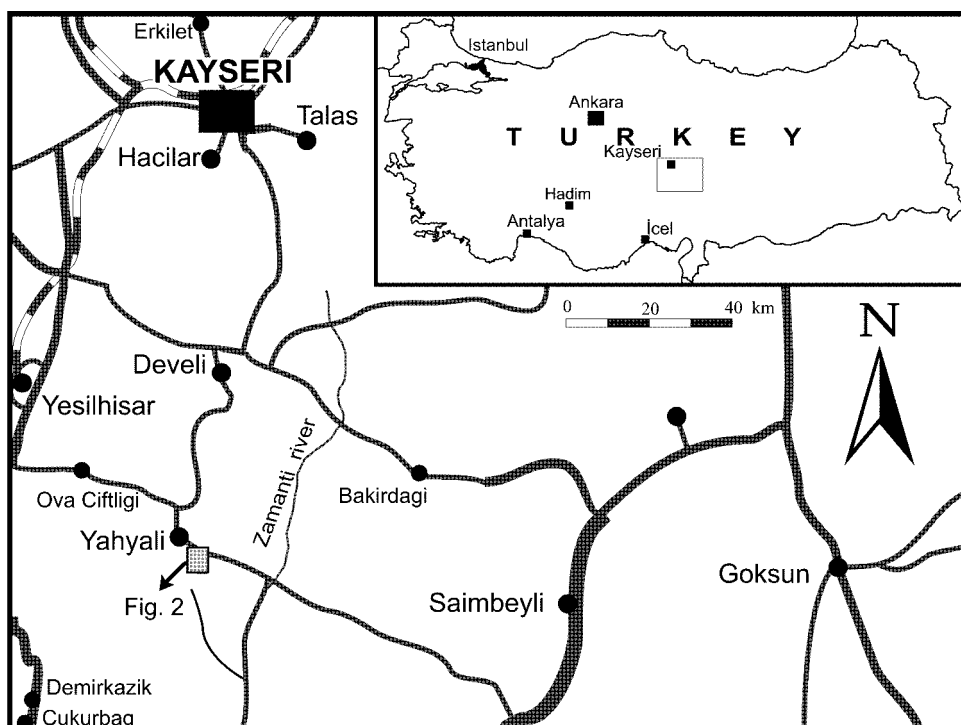 Erkilet
KAYSERİ
Talas
Hacilar
Istanbul
Ankara
T U R K E Y
Kayseri
Hadim
Antalya
İcel
0 20 40 km
N
Develi
Yesilhisar
Zamanti river
Ova Ciftligi
Bakirdagi
Yahyali
Fig. 2
Saimbeyli
Goksun
Demirkazik
Cukurbag